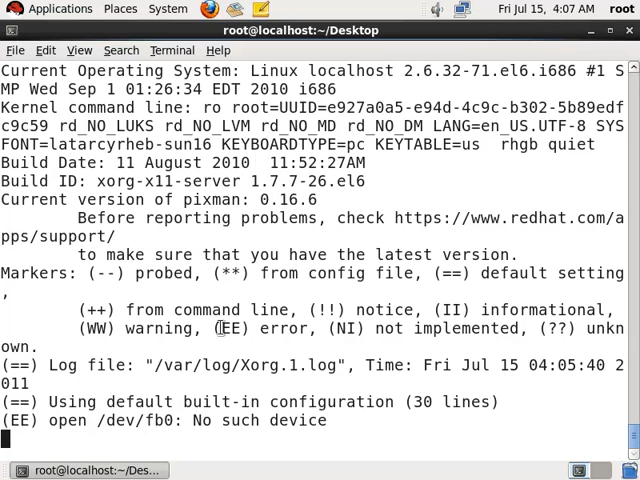 Applications Places System Fri Jul 15, 4:07 AM root
root@localhost:~/Desktop
File Edit View Search Terminal Help
Current Operating System: Linux localhost 2.6.32-71.el6.i686 #1 S
MP Wed Sep 1 01:26:34 EDT 2010 i686
Kernel command line: ro root=UUID=e927a0a5-e94d-4c9c-b302-5b89edf
c9c59 rd_NO_LUKS rd_NO_LVM rd_NO_MD rd_NO_DM LANG=en_US.UTF-8 SYS
FONT=latarcyrheb-sun16 KEYBOARDTYPE=pc KEYTABLE=us  rhgb quiet
Build Date: 11 August 2010  11:52:27AM
Build ID: xorg-x11-server 1.7.7-26.el6
Current version of pixman: 0.16.6
Before reporting problems, check https://www.redhat.com/a
pps/support/
to make sure that you have the latest version.
Markers: (--) probed, (**) from config file, (==) default setting
,
(++) from command line, (!!) notice, (II) informational,
(WW) warning, (EE) error, (NI) not implemented, (??) unkn
own.
(==) Log file: "/var/log/Xorg.1.log", Time: Fri Jul 15 04:05:40 2
011
(==) Using default built-in configuration (30 lines)
(EE) open /dev/fb0: No such device
root@localhost:~/Des...